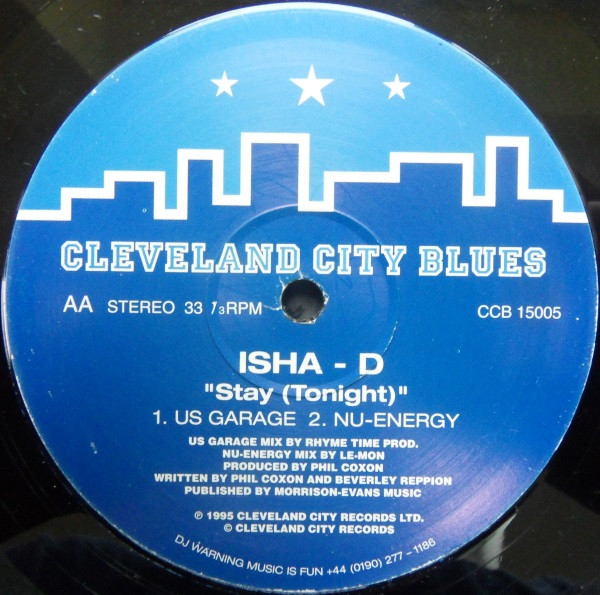 CLEVELAND CITY BLUES
AA STEREO 33 1/3RPM CCB 15005
ISHA - D
"Stay (Tonight)"
1. US GARAGE 2. NU-ENERGY
US GARAGE MIX BY RHYME TIME PROD.
NU-ENERGY MIX BY LE-MON
PRODUCED BY PHIL COXON
WRITTEN BY PHIL COXON AND BEVERLEY REPPION
PUBLISHED BY MORRISON-EVANS MUSIC
℗ 1995 CLEVELAND CITY RECORDS LTD.
© CLEVELAND CITY RECORDS
DJ WARNING MUSIC IS FUN +44 (0190) 277 - 1186